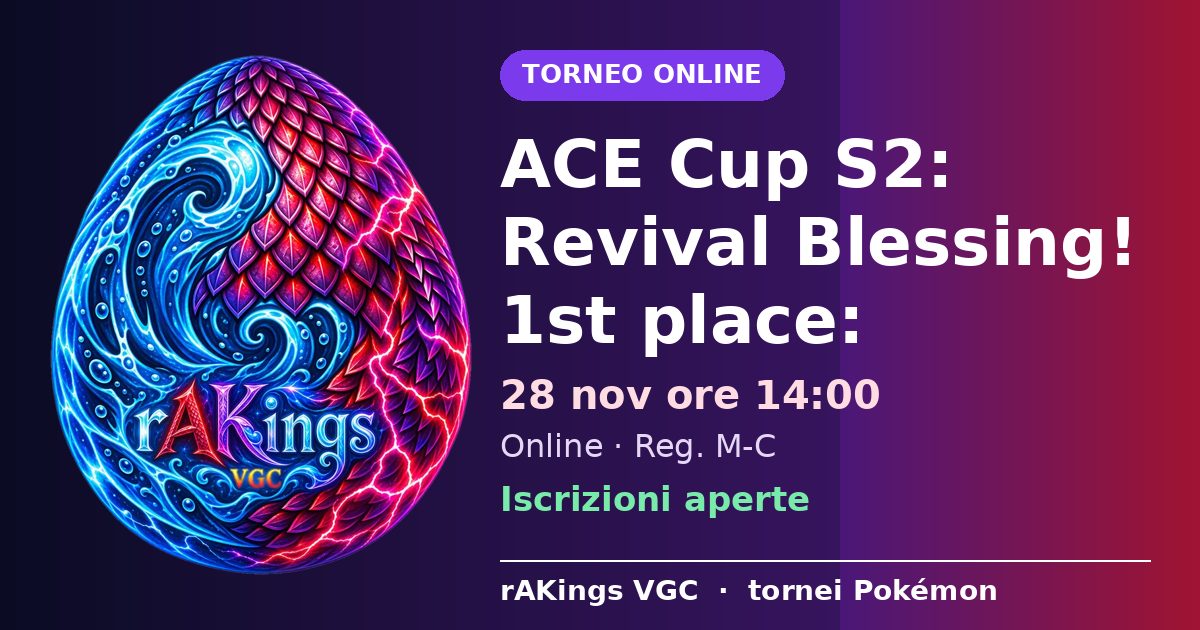 TORNEO ONLINE
ACE Cup S2:
Revival Blessing!
1st place:
28 nov ore 14:00
Online · Reg. M-C
Iscrizioni aperte
rAKings
VGC
rAKings VGC · tornei Pokémon